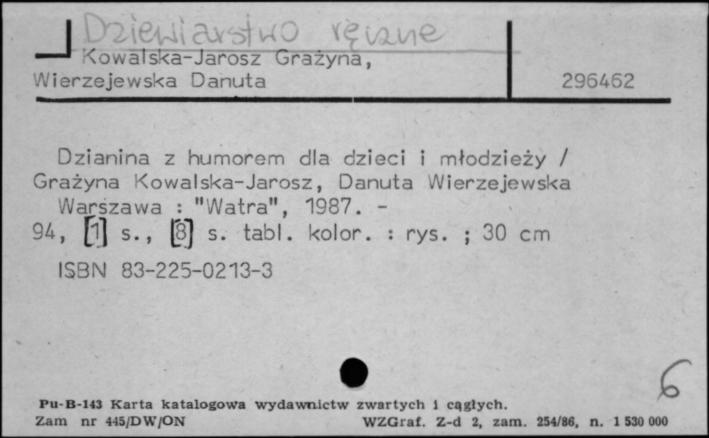 Dziewiarstwo ręczne
Kowalska-Jarosz Grażyna,
Wierzejewska Danuta
296462
Dzianina z humorem dla dzieci i młodzieży /
Grażyna Kowalska-Jarosz, Danuta Wierzejewska
Warszawa : "Watra", 1987. -
94, [1] s., [8] s. tabl. kolor. : rys. ; 30 cm
ISBN 83-225-0213-3
6
Pu-B-143 Karta katalogowa wydawnictw zwartych i cągłych.
Zam nr 445/DW/ON WZGraf. Z-d 2, zam. 254/86, n. 1 530 000